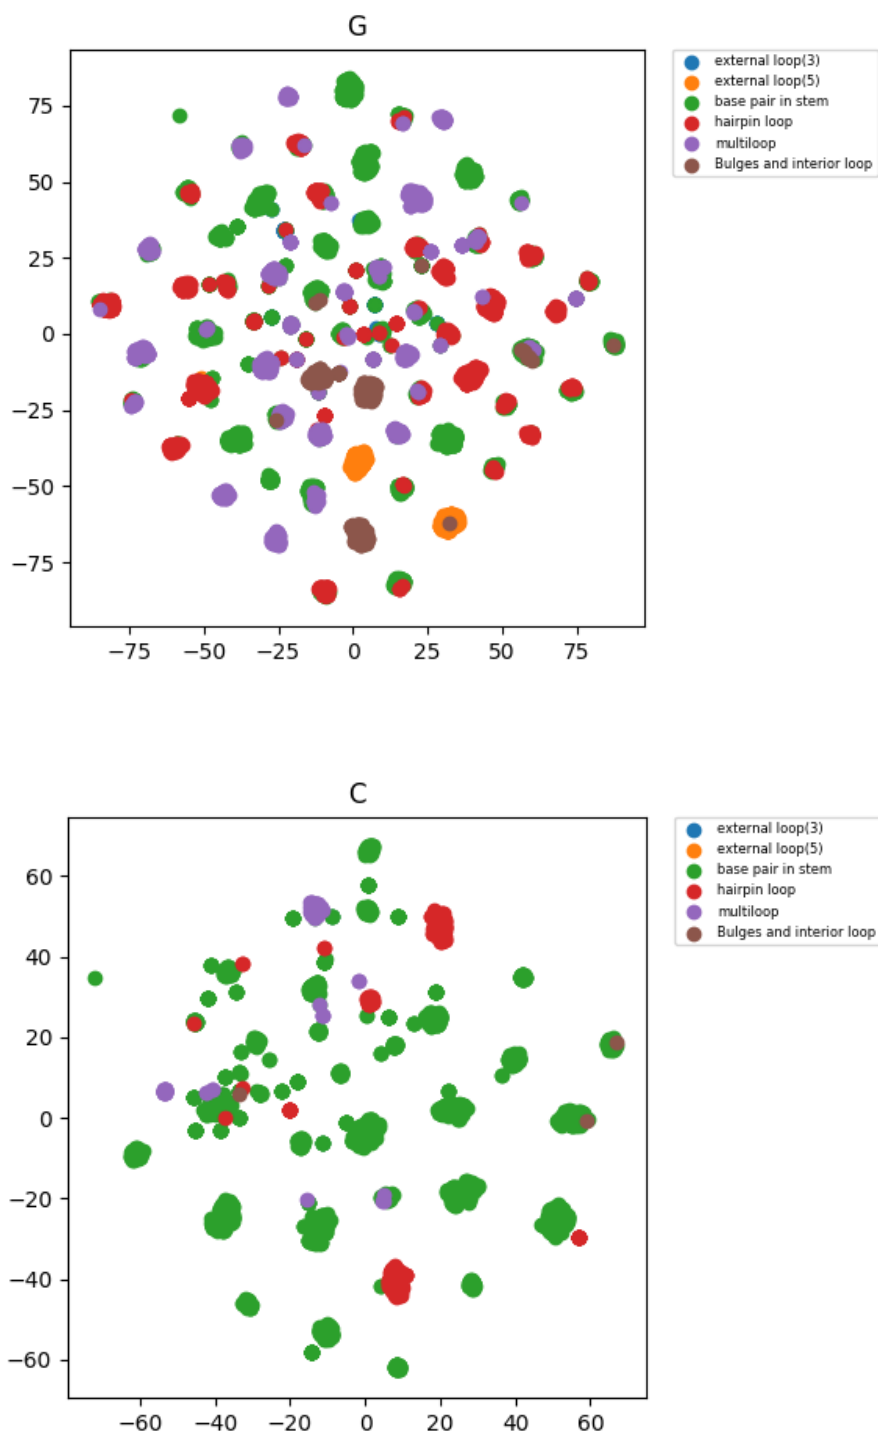 G
external loop(3)
external loop(5)
base pair in stem
hairpin loop
multiloop
Bulges and interior loop
75
50
25
0
−25
−50
−75
−75 −50 −25 0 25 50 75
C
external loop(3)
external loop(5)
base pair in stem
hairpin loop
multiloop
Bulges and interior loop
60
40
20
0
−20
−40
−60
−60 −40 −20 0 20 40 60